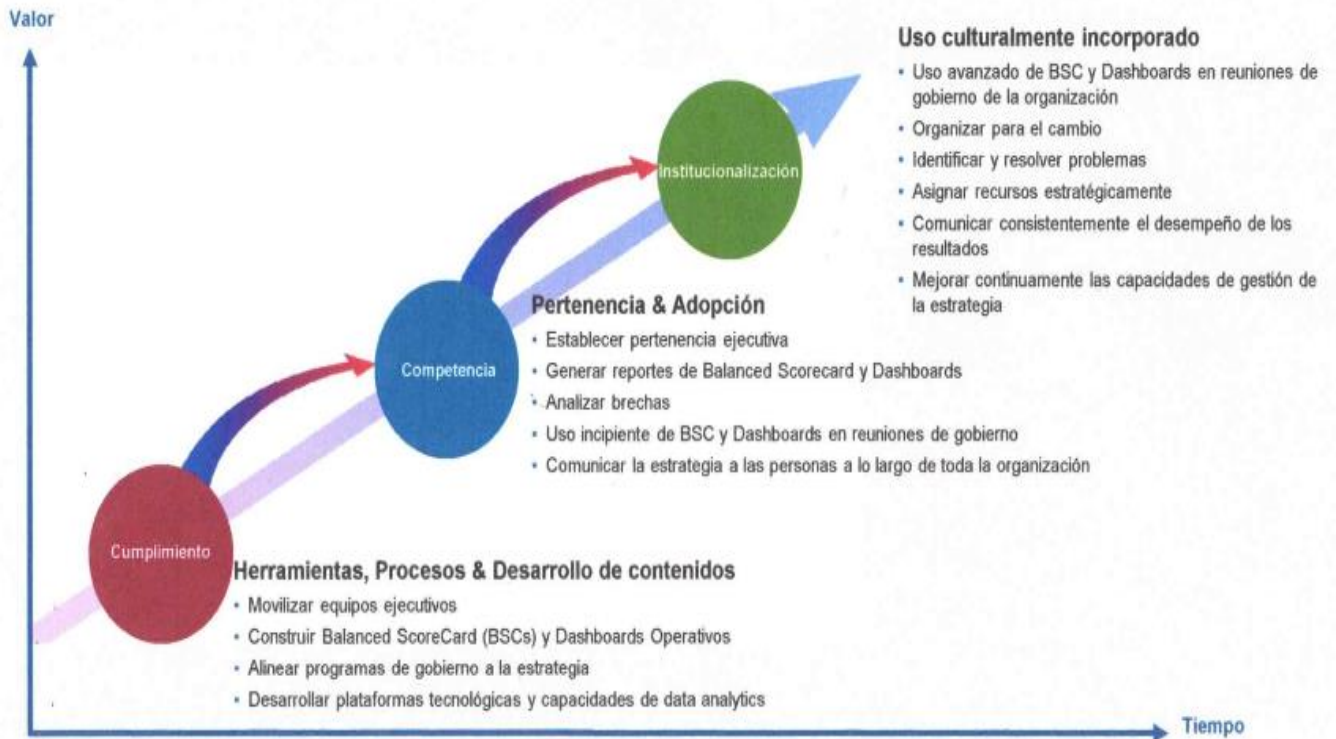 Valor
Uso culturalmente incorporado
• Uso avanzado de BSC y Dashboards en reuniones de
gobierno de la organización
• Organizar para el cambio
• Identificar y resolver problemas
• Asignar recursos estratégicamente
• Comunicar consistentemente el desempeño de los
resultados
• Mejorar continuamente las capacidades de gestión de
la estrategia
Institucionalización
Pertenencia & Adopción
• Establecer pertenencia ejecutiva
• Generar reportes de Balanced Scorecard y Dashboards
• Analizar brechas
• Uso incipiente de BSC y Dashboards en reuniones de gobierno
• Comunicar la estrategia a las personas a lo largo de toda la organización
Competencia
Cumplimiento
Herramientas, Procesos & Desarrollo de contenidos
• Movilizar equipos ejecutivos
• Construir Balanced ScoreCard (BSCs) y Dashboards Operativos
• Alinear programas de gobierno a la estrategia
• Desarrollar plataformas tecnológicas y capacidades de data analytics
Tiempo